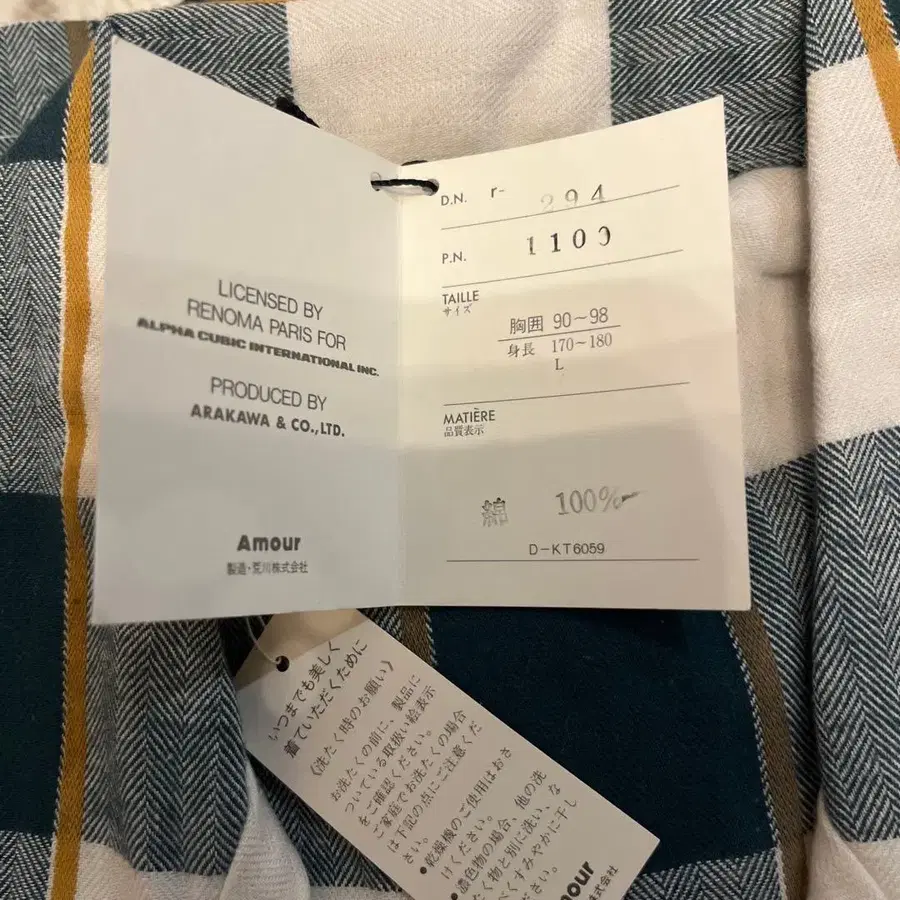 LICENSED BY
RENOMA PARIS FOR
ALPHA CUBIC INTERNATIONAL INC.
PRODUCED BY
ARAKAWA & CO., LTD.
Amour
製造・荒川株式会社
D.N. r- 294
P.N. 1100
TAILLE
サイズ
胸囲 90～98
身長 170～180
L
MATIÈRE
品質表示
綿 100%
D-KT6059
いつまでも美しく
着ていただくために
《洗たく時のお願い》
お洗たくの前に、製品に
ついている取扱い絵表示
をご確認ください。
ご家庭でお洗たくの場合
は下記の点にご注意くだ
さい。
●乾燥機のご使用はおさ
けください。
●濃色物の場合、他の洗
たく物と別に洗い、な
べくすみやかに干し
ださい。
mour
株式会社